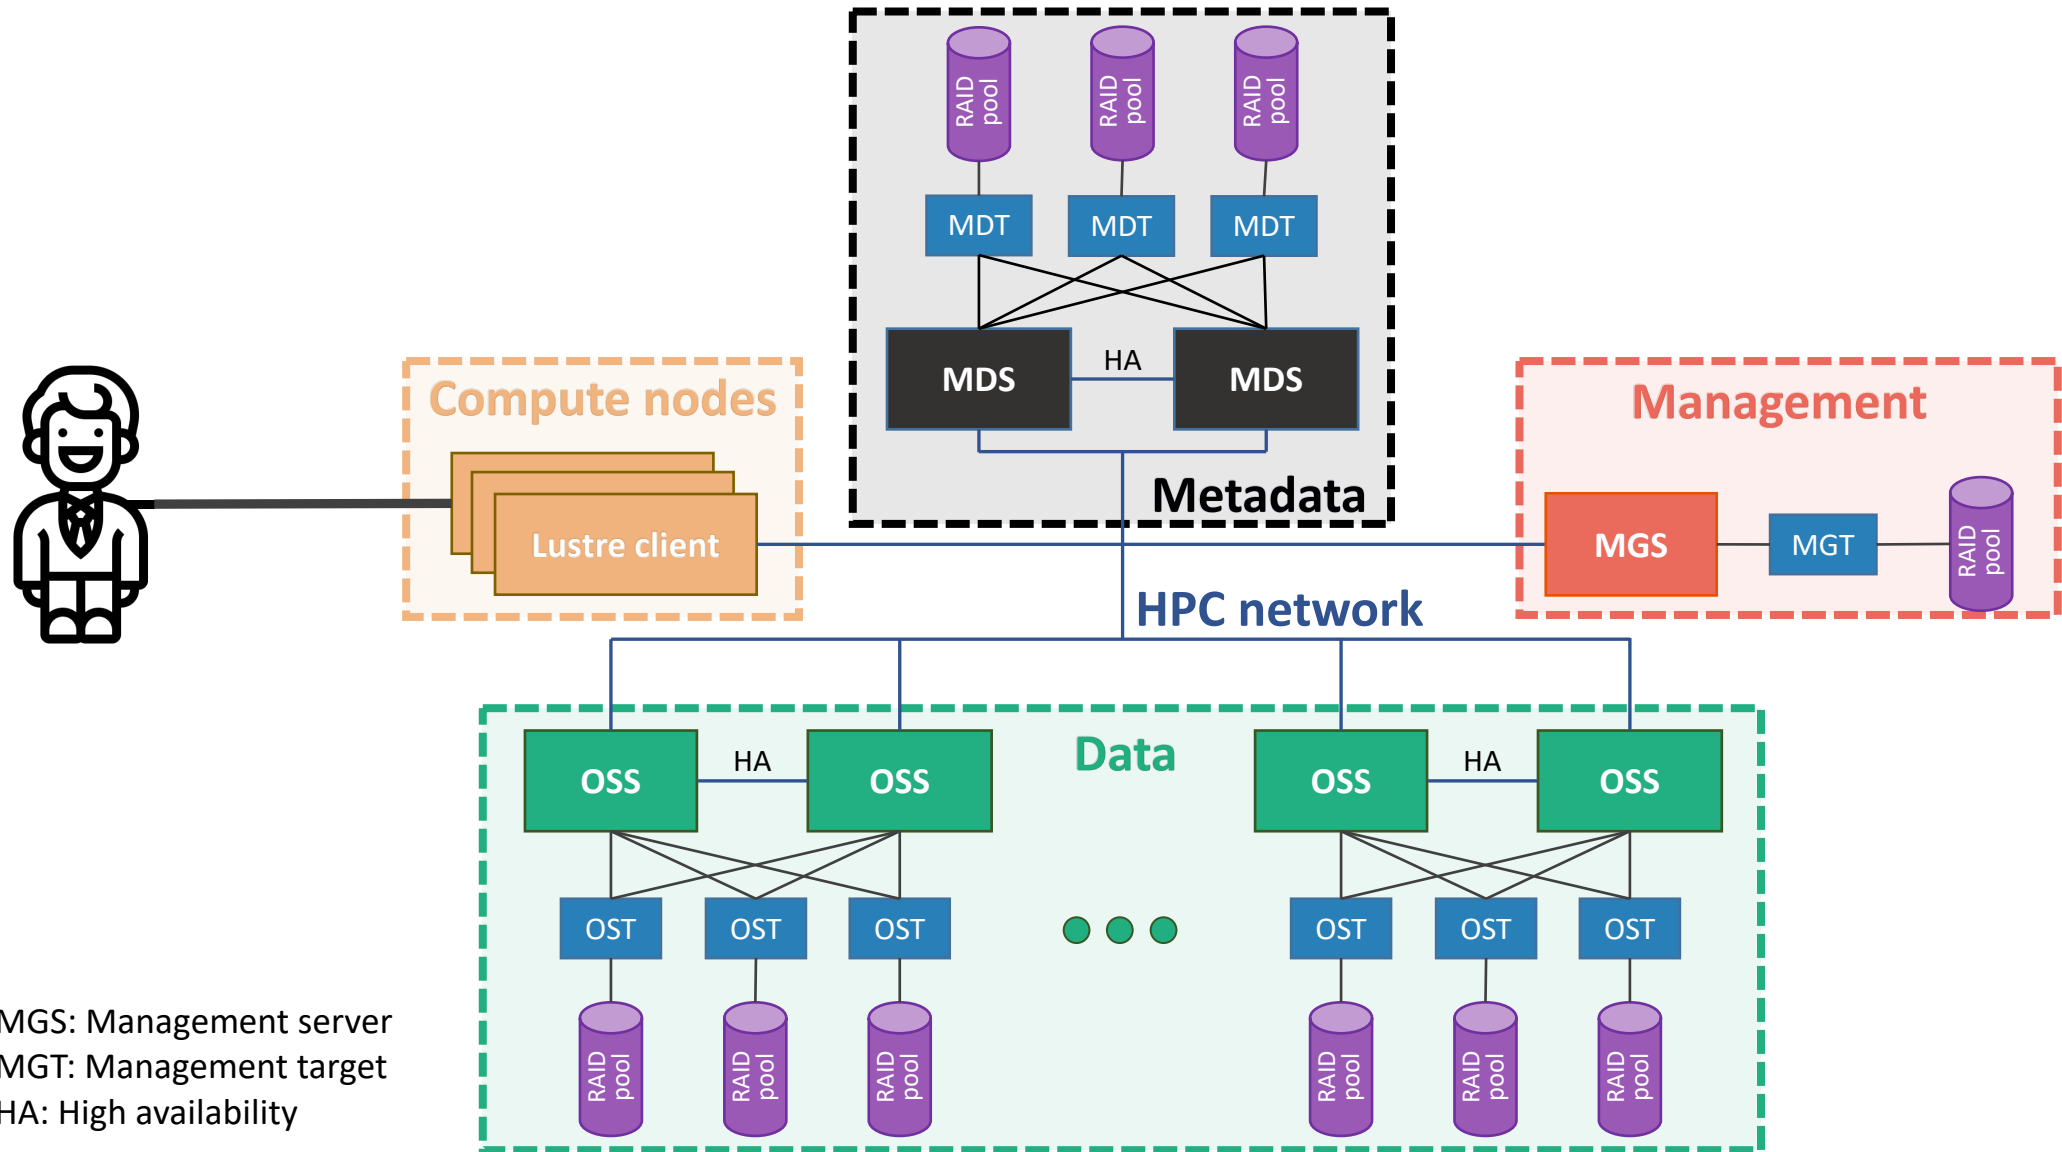 RAID
pool
RAID
pool
RAID
pool
MDT
MDT
MDT
MDS
HA
MDS
Metadata
Compute nodes
Lustre client
Management
MGS
MGT
RAID
pool
HPC network
Data
OSS
HA
OSS
OSS
HA
OSS
OST
OST
OST
OST
OST
OST
RAID
pool
RAID
pool
RAID
pool
RAID
pool
RAID
pool
RAID
pool
MGS: Management server
MGT: Management target
HA: High availability